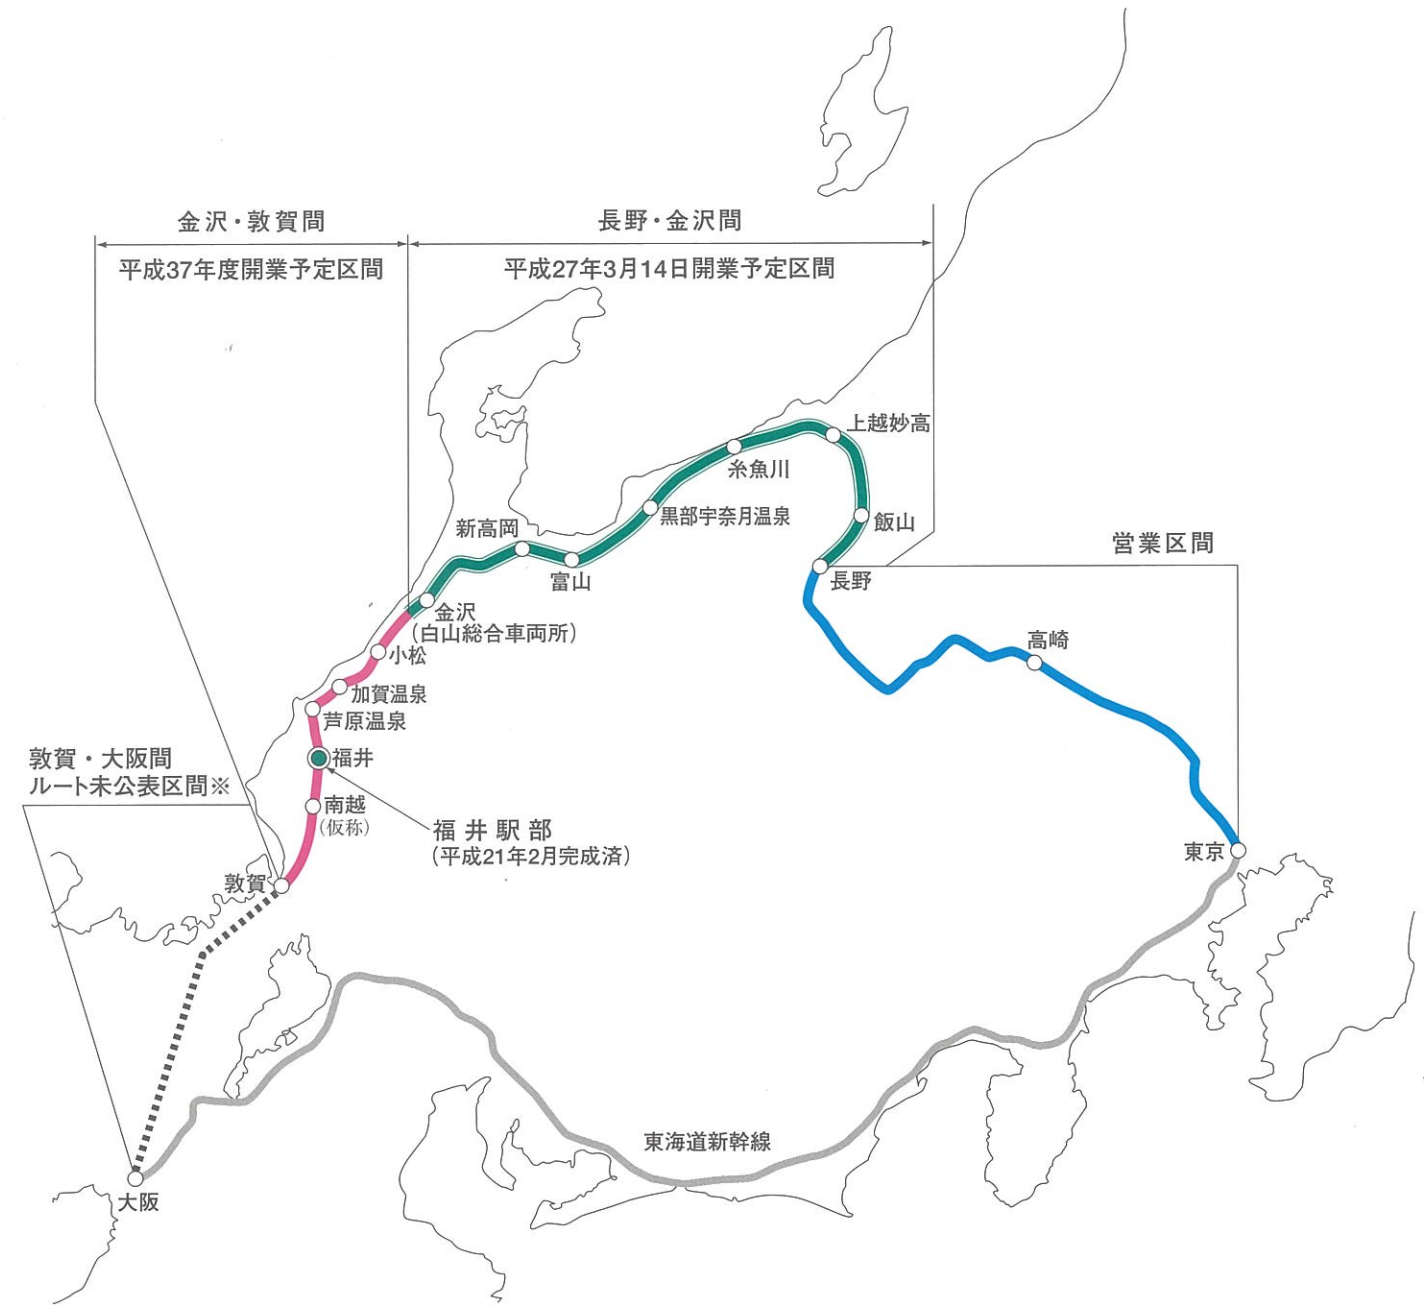 金沢・敦賀間
長野・金沢間
平成37年度開業予定区間
平成27年3月14日開業予定区間
上越妙高
糸魚川
黒部宇奈月温泉
飯山
新高岡
富山
営業区間
長野
金沢
(白山総合車両所)
小松
高崎
加賀温泉
芦原温泉
敦賀・大阪間
ルート未公表区間※
福井
南越
(仮称)
福井駅部
(平成21年2月完成済)
東京
敦賀
東海道新幹線
大阪